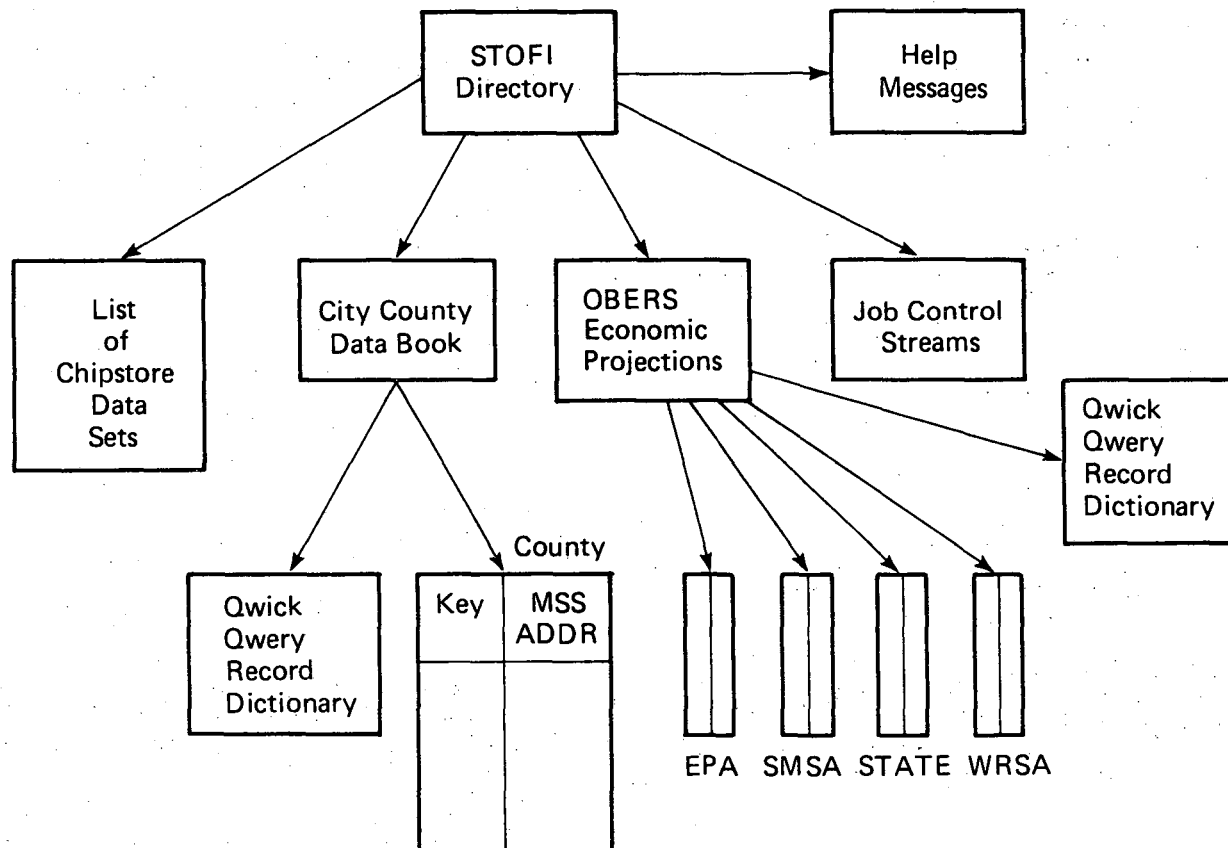 STOFI
Directory
Help
Messages
List
of
Chipstore
Data
Sets
City County
Data Book
OBERS
Economic
Projections
Job Control
Streams
Qwick
Qwery
Record
Dictionary
Qwick
Qwery
Record
Dictionary
County
Key
MSS
ADDR
EPA
SMSA
STATE
WRSA